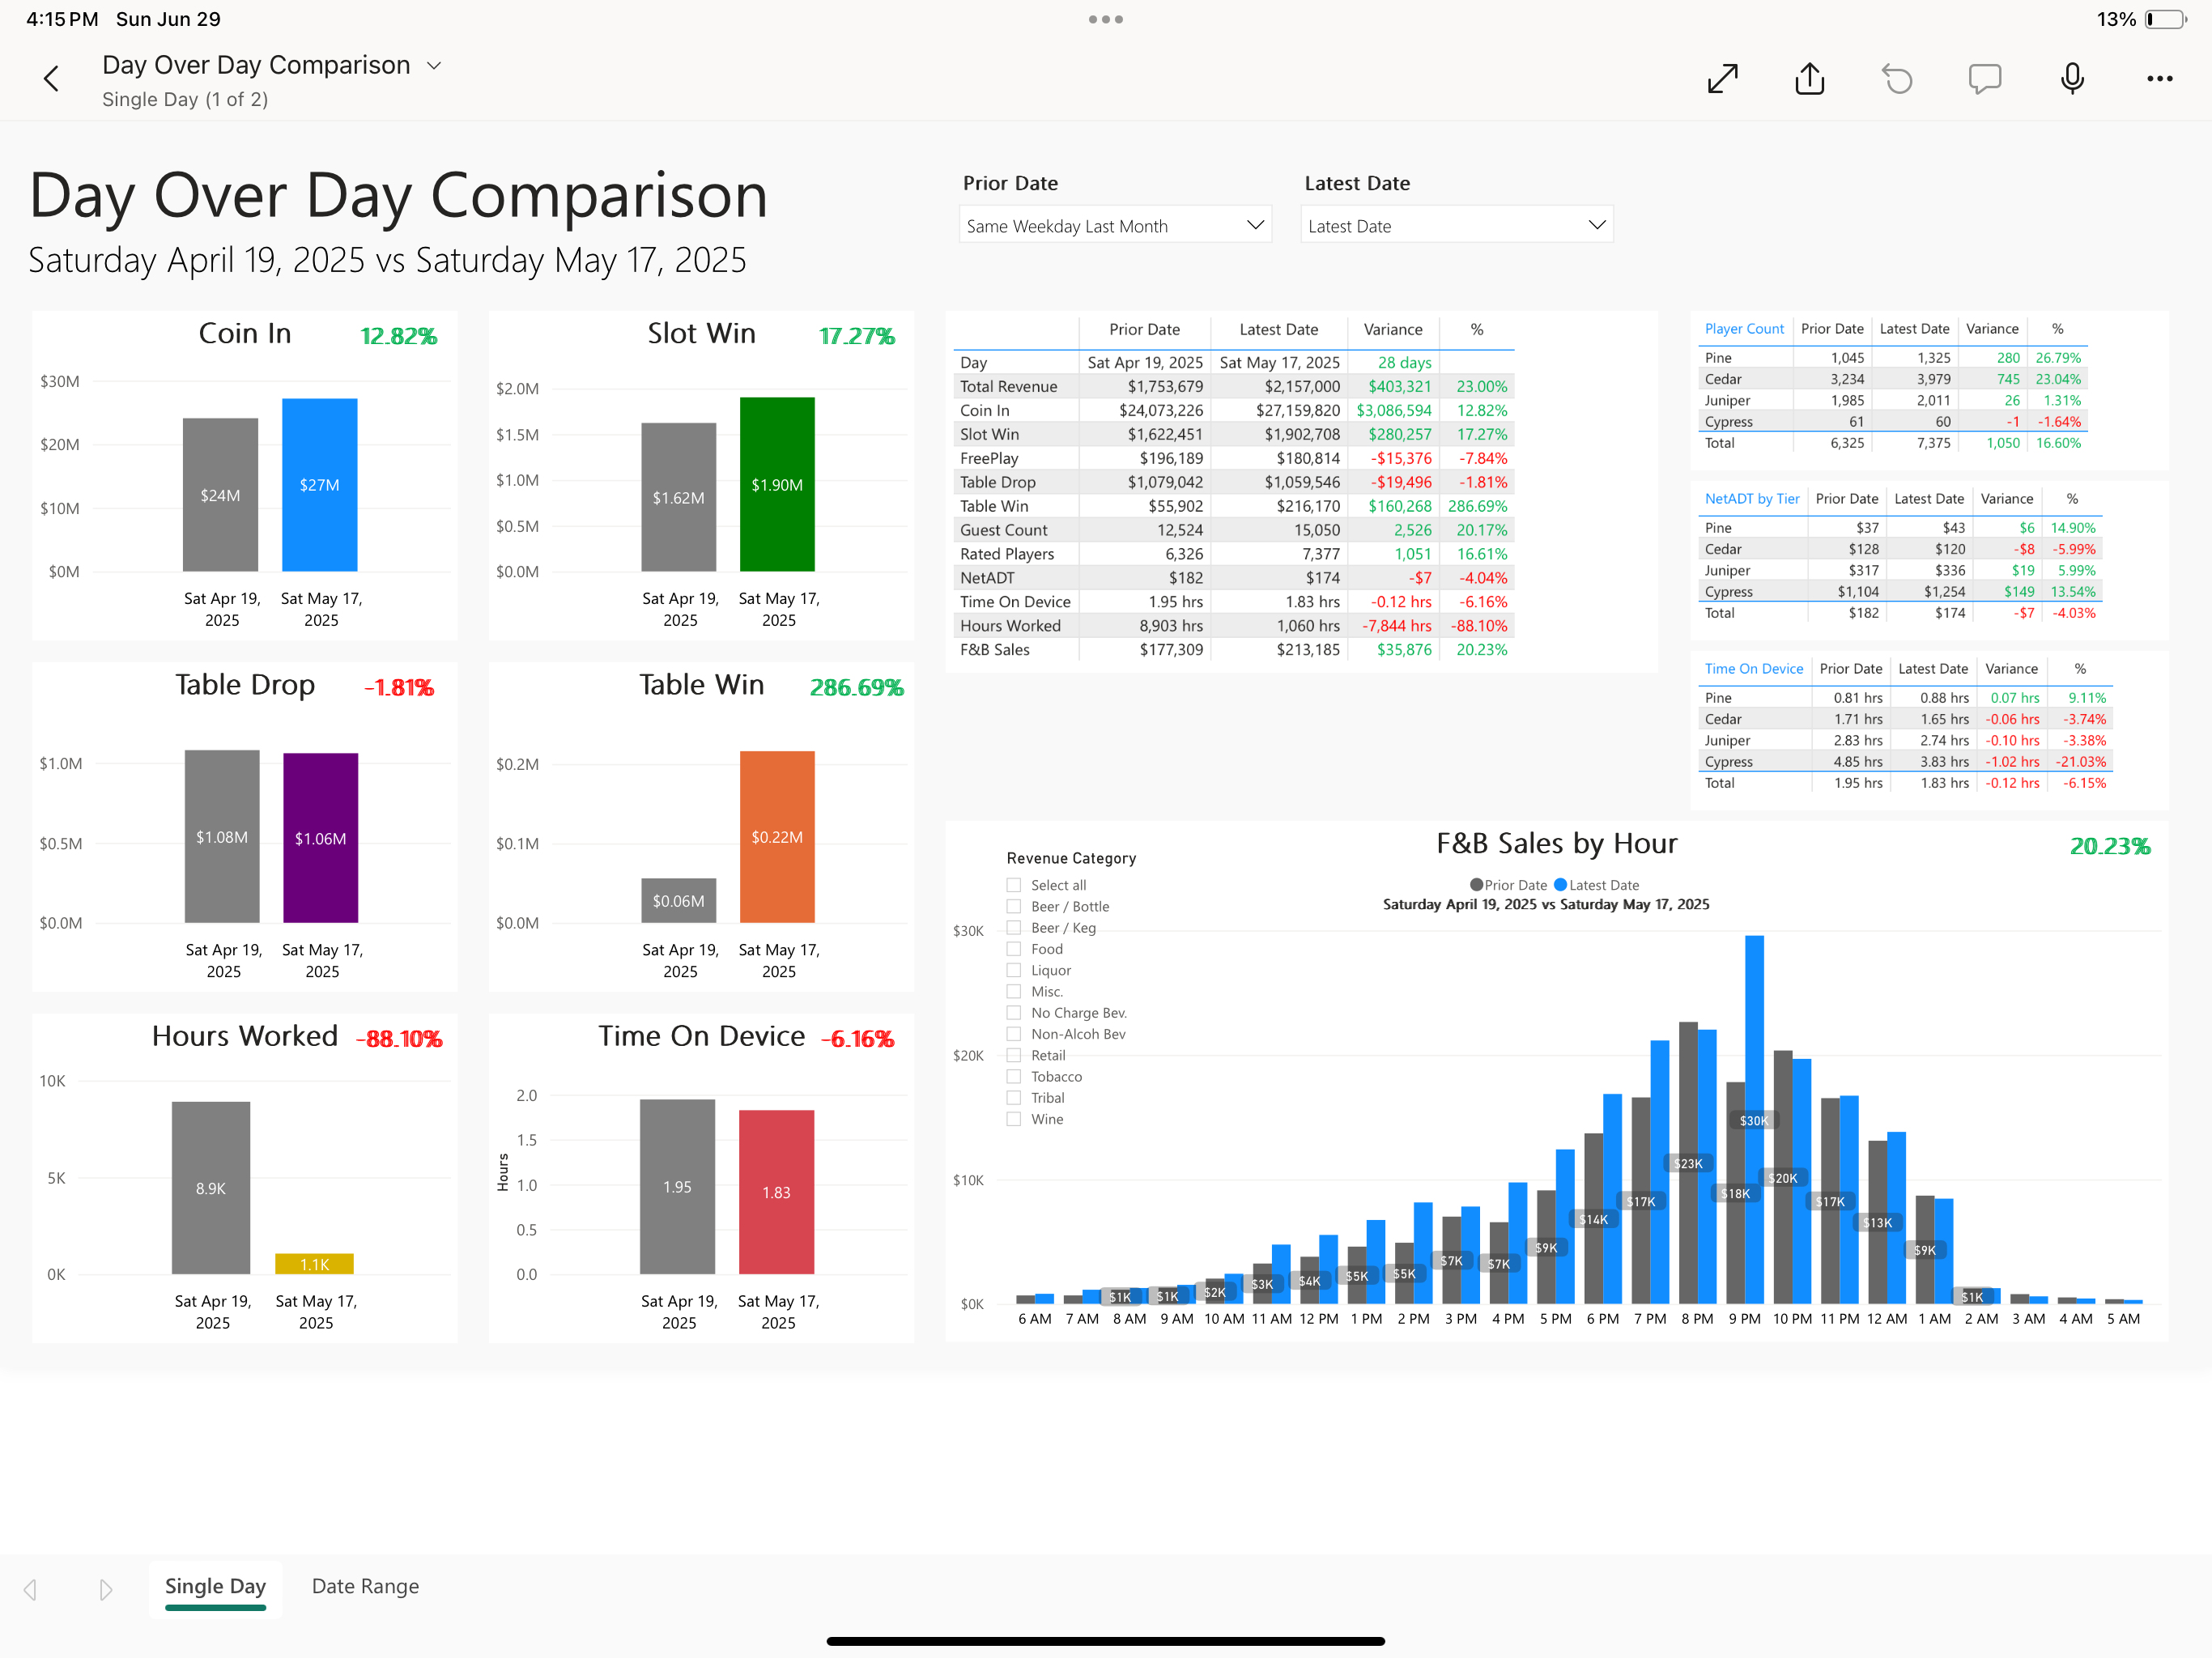 4:15 PM Sun Jun 29
13%
Day Over Day Comparison
Single Day (1 of 2)
Day Over Day Comparison
Saturday April 19, 2025 vs Saturday May 17, 2025
Prior Date
Same Weekday Last Month
Latest Date
Latest Date
Coin In 12.82%
$30M
$20M
$10M
$0M
$24M
$27M
Sat Apr 19, 2025
Sat May 17, 2025
Slot Win 17.27%
$2.0M
$1.5M
$1.0M
$0.5M
$0.0M
$1.62M
$1.90M
Sat Apr 19, 2025
Sat May 17, 2025
Table Drop -1.81%
$1.0M
$0.5M
$0.0M
$1.08M
$1.06M
Sat Apr 19, 2025
Sat May 17, 2025
Table Win 286.69%
$0.2M
$0.1M
$0.0M
$0.06M
$0.22M
Sat Apr 19, 2025
Sat May 17, 2025
Hours Worked -88.10%
10K
5K
0K
8.9K
1.1K
Sat Apr 19, 2025
Sat May 17, 2025
Time On Device -6.16%
Hours
2.0
1.5
1.0
0.5
0.0
1.95
1.83
Sat Apr 19, 2025
Sat May 17, 2025
Prior Date Latest Date Variance %
Day Sat Apr 19, 2025 Sat May 17, 2025 28 days
Total Revenue $1,753,679 $2,157,000 $403,321 23.00%
Coin In $24,073,226 $27,159,820 $3,086,594 12.82%
Slot Win $1,622,451 $1,902,708 $280,257 17.27%
FreePlay $196,189 $180,814 -$15,376 -7.84%
Table Drop $1,079,042 $1,059,546 -$19,496 -1.81%
Table Win $55,902 $216,170 $160,268 286.69%
Guest Count 12,524 15,050 2,526 20.17%
Rated Players 6,326 7,377 1,051 16.61%
NetADT $182 $174 -$7 -4.04%
Time On Device 1.95 hrs 1.83 hrs -0.12 hrs -6.16%
Hours Worked 8,903 hrs 1,060 hrs -7,844 hrs -88.10%
F&B Sales $177,309 $213,185 $35,876 20.23%
Player Count Prior Date Latest Date Variance %
Pine 1,045 1,325 280 26.79%
Cedar 3,234 3,979 745 23.04%
Juniper 1,985 2,011 26 1.31%
Cypress 61 60 -1 -1.64%
Total 6,325 7,375 1,050 16.60%
NetADT by Tier Prior Date Latest Date Variance %
Pine $37 $43 $6 14.90%
Cedar $128 $120 -$8 -5.99%
Juniper $317 $336 $19 5.99%
Cypress $1,104 $1,254 $149 13.54%
Total $182 $174 -$7 -4.03%
Time On Device Prior Date Latest Date Variance %
Pine 0.81 hrs 0.88 hrs 0.07 hrs 9.11%
Cedar 1.71 hrs 1.65 hrs -0.06 hrs -3.74%
Juniper 2.83 hrs 2.74 hrs -0.10 hrs -3.38%
Cypress 4.85 hrs 3.83 hrs -1.02 hrs -21.03%
Total 1.95 hrs 1.83 hrs -0.12 hrs -6.15%
F&B Sales by Hour 20.23%
Prior Date Latest Date
Saturday April 19, 2025 vs Saturday May 17, 2025
Revenue Category
Select all
Beer / Bottle
Beer / Keg
Food
Liquor
Misc.
No Charge Bev.
Non-Alcoh Bev
Retail
Tobacco
Tribal
Wine
$30K
$20K
$10K
$0K
$1K $1K $2K $3K $4K $5K $5K $7K $7K $9K $14K $17K $23K $18K $30K $20K $17K $13K $9K $1K
6 AM 7 AM 8 AM 9 AM 10 AM 11 AM 12 PM 1 PM 2 PM 3 PM 4 PM 5 PM 6 PM 7 PM 8 PM 9 PM 10 PM 11 PM 12 AM 1 AM 2 AM 3 AM 4 AM 5 AM
Single Day Date Range